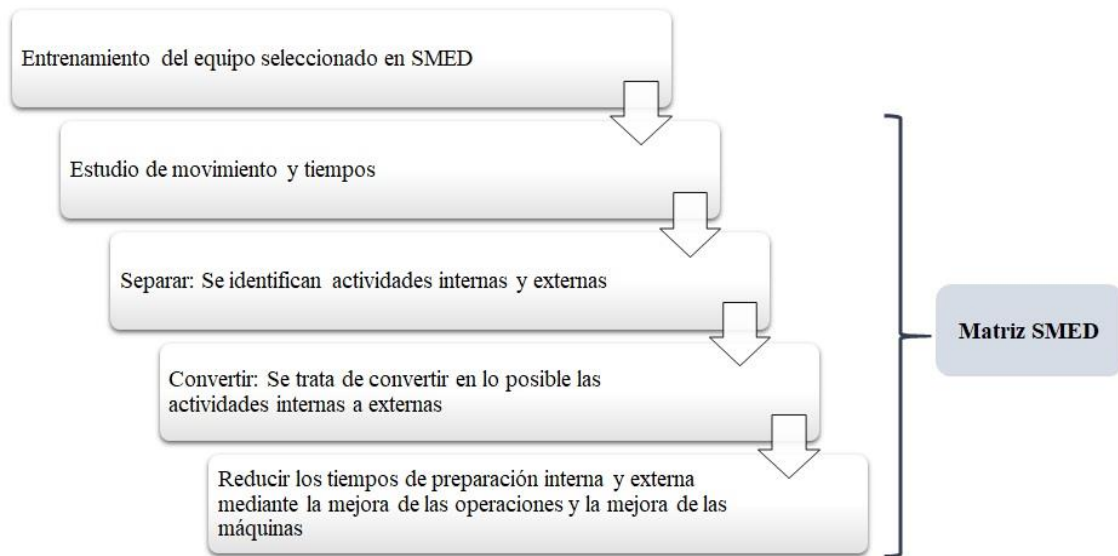 Entrenamiento del equipo seleccionado en SMED
Estudio de movimiento y tiempos
Separar: Se identifican actividades internas y externas
Convertir: Se trata de convertir en lo posible las
actividades internas a externas
Reducir los tiempos de preparación interna y externa
mediante la mejora de las operaciones y la mejora de las
máquinas
Matriz SMED